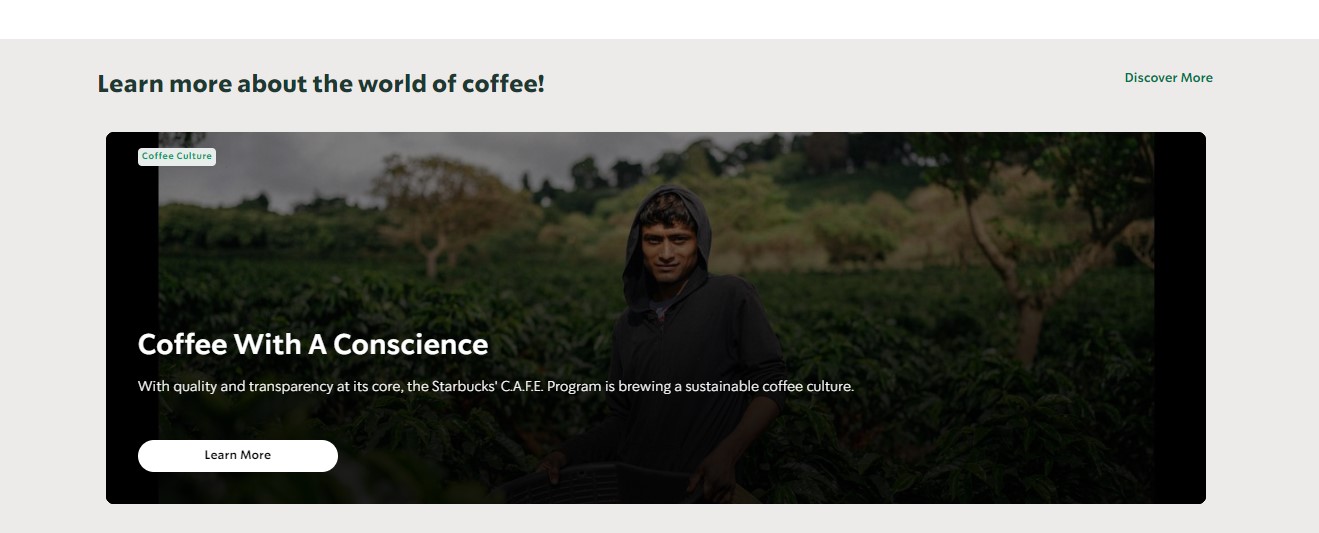 Learn more about the world of coffee!
Discover More
Coffee Culture
Coffee With A Conscience
With quality and transparency at its core, the Starbucks' C.A.F.E. Program is brewing a sustainable coffee culture.
Learn More